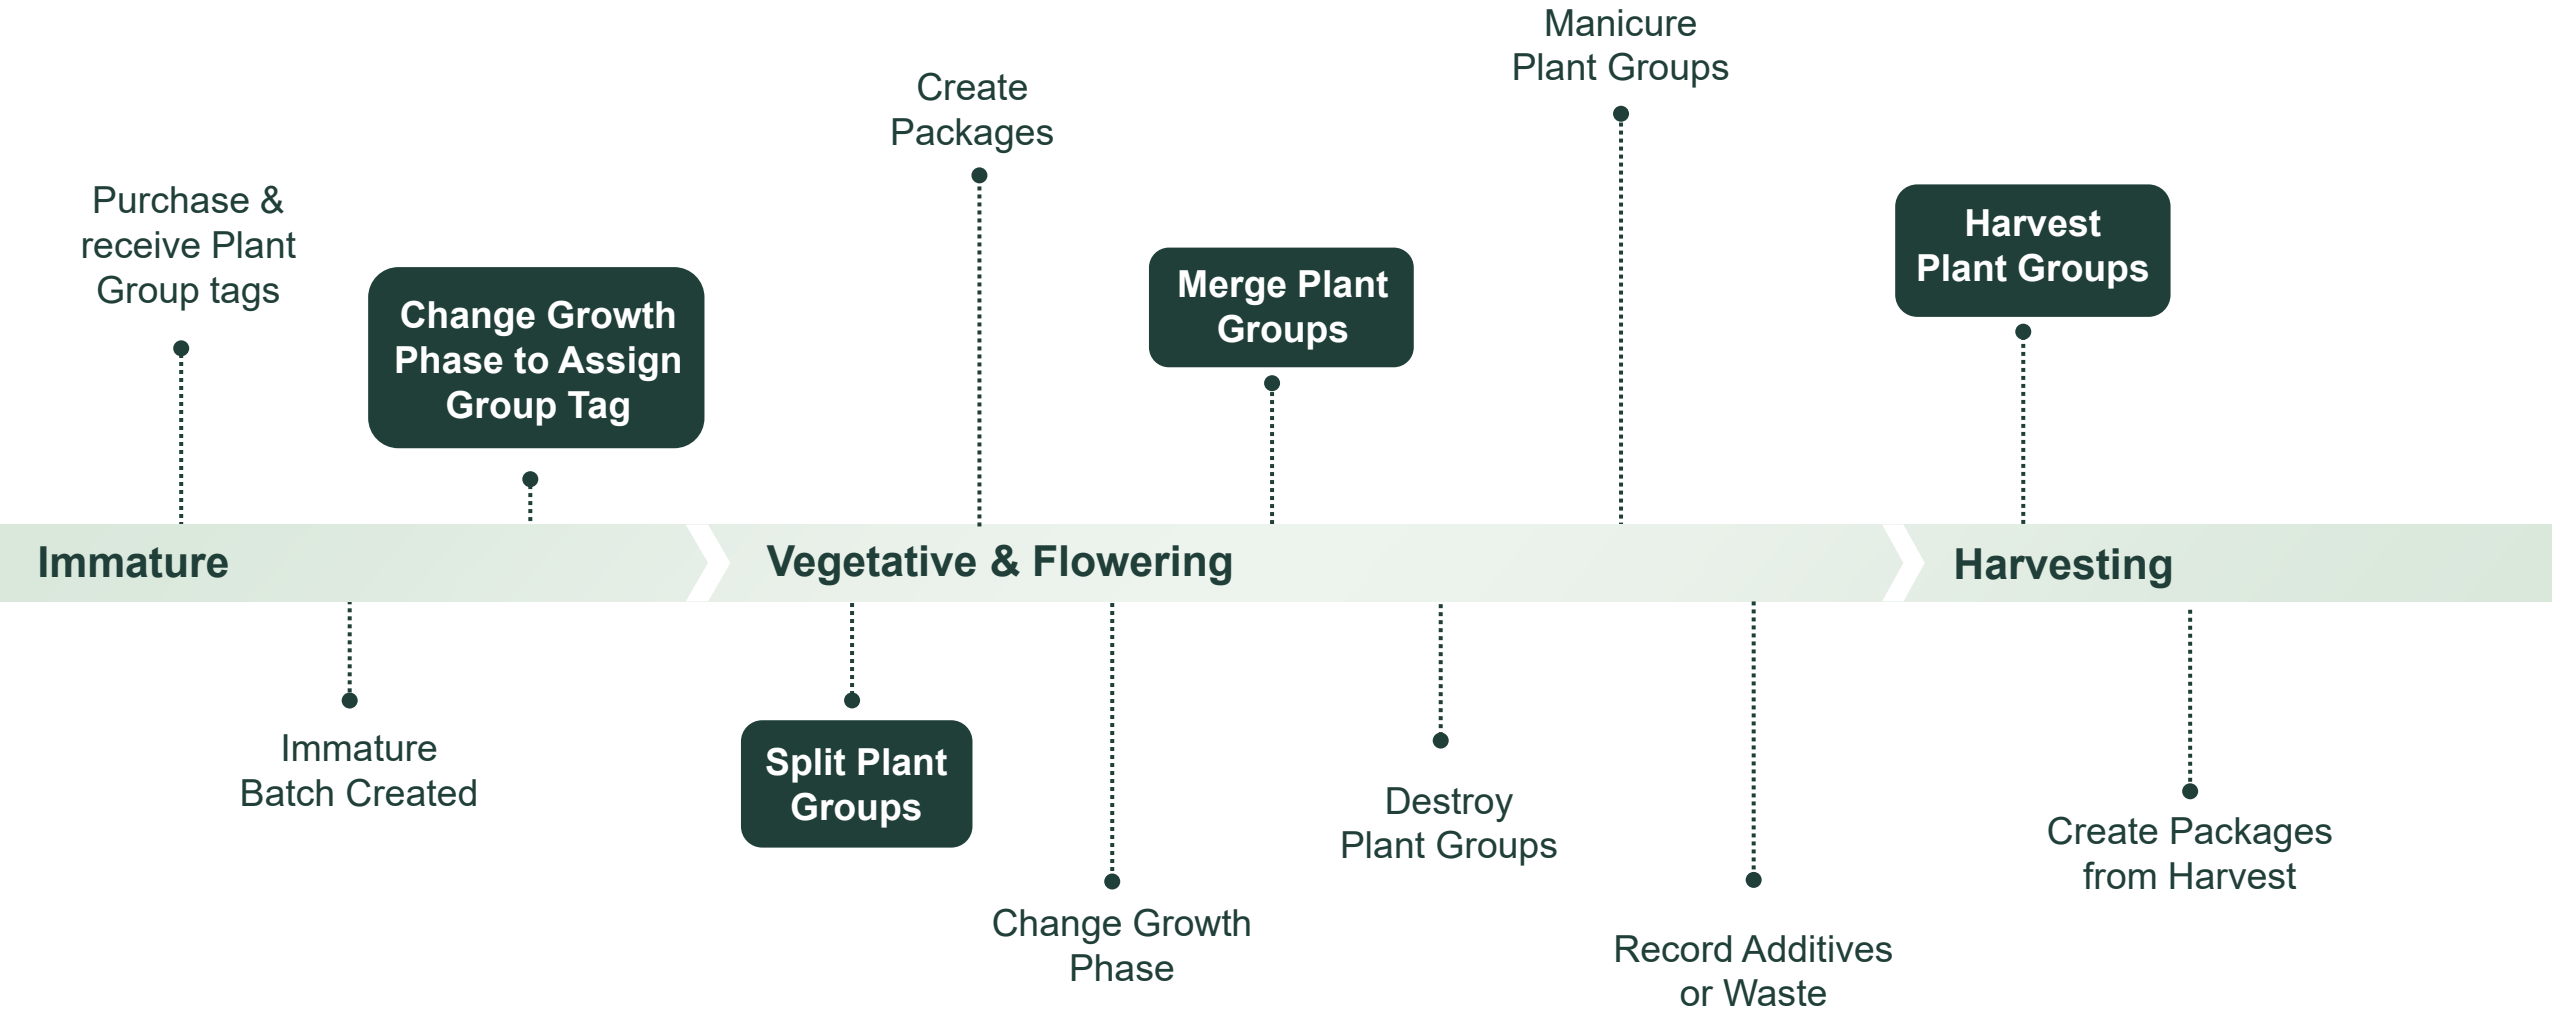 Manicure
Plant Groups
Create
Packages
Purchase &
receive Plant
Group tags
Change Growth
Phase to Assign
Group Tag
Merge Plant
Groups
Harvest
Plant Groups
Immature
Vegetative & Flowering
Harvesting
Immature
Batch Created
Split Plant
Groups
Change Growth
Phase
Destroy
Plant Groups
Record Additives
or Waste
Create Packages
from Harvest